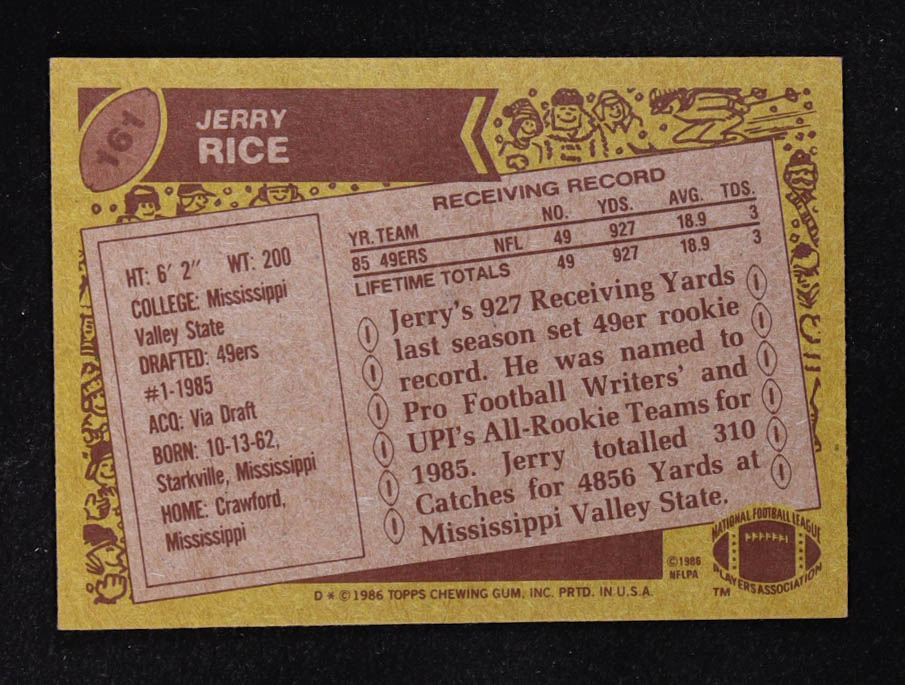 161
JERRY
RICE
HT: 6' 2" WT: 200
COLLEGE: Mississippi
Valley State
DRAFTED: 49ers
#1-1985
ACQ: Via Draft
BORN: 10-13-62,
Starkville, Mississippi
HOME: Crawford,
Mississippi
RECEIVING RECORD
YR. TEAM NO. YDS. AVG. TDS.
85 49ERS NFL 49 927 18.9 3
LIFETIME TOTALS 49 927 18.9 3
Jerry's 927 Receiving Yards
last season set 49er rookie
record. He was named to
Pro Football Writers' and
UPI's All-Rookie Teams for
1985. Jerry totalled 310
Catches for 4856 Yards at
Mississippi Valley State.
©1986
NFLPA
NATIONAL FOOTBALL LEAGUE
PLAYERS ASSOCIATION
TM
D * © 1986 TOPPS CHEWING GUM, INC. PRTD. IN U.S.A.